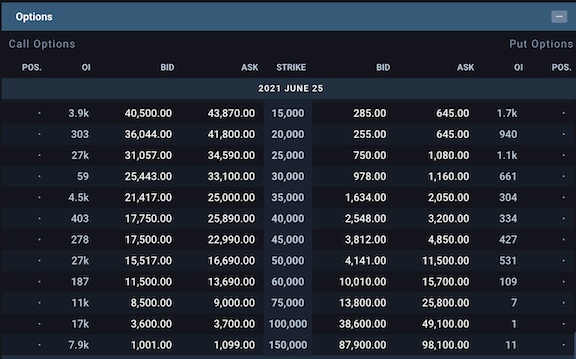 Options
Call Options Put Options
POS. OI BID ASK STRIKE BID ASK OI POS.
2021 JUNE 25
- 3.9k 40,500.00 43,870.00 15,000 285.00 645.00 1.7k -
- 303 36,044.00 41,800.00 20,000 255.00 645.00 940 -
- 27k 31,057.00 34,590.00 25,000 750.00 1,080.00 1.1k -
- 59 25,443.00 33,100.00 30,000 978.00 1,160.00 661 -
- 4.5k 21,417.00 25,000.00 35,000 1,634.00 2,050.00 304 -
- 403 17,750.00 25,890.00 40,000 2,548.00 3,200.00 334 -
- 278 17,500.00 22,990.00 45,000 3,812.00 4,850.00 427 -
- 27k 15,517.00 16,690.00 50,000 4,141.00 11,500.00 531 -
- 187 11,500.00 13,690.00 60,000 10,010.00 15,700.00 109 -
- 11k 8,500.00 9,000.00 75,000 13,800.00 25,800.00 7 -
- 17k 3,600.00 3,700.00 100,000 38,600.00 49,100.00 1 -
- 7.9k 1,001.00 1,099.00 150,000 87,900.00 98,100.00 11 -